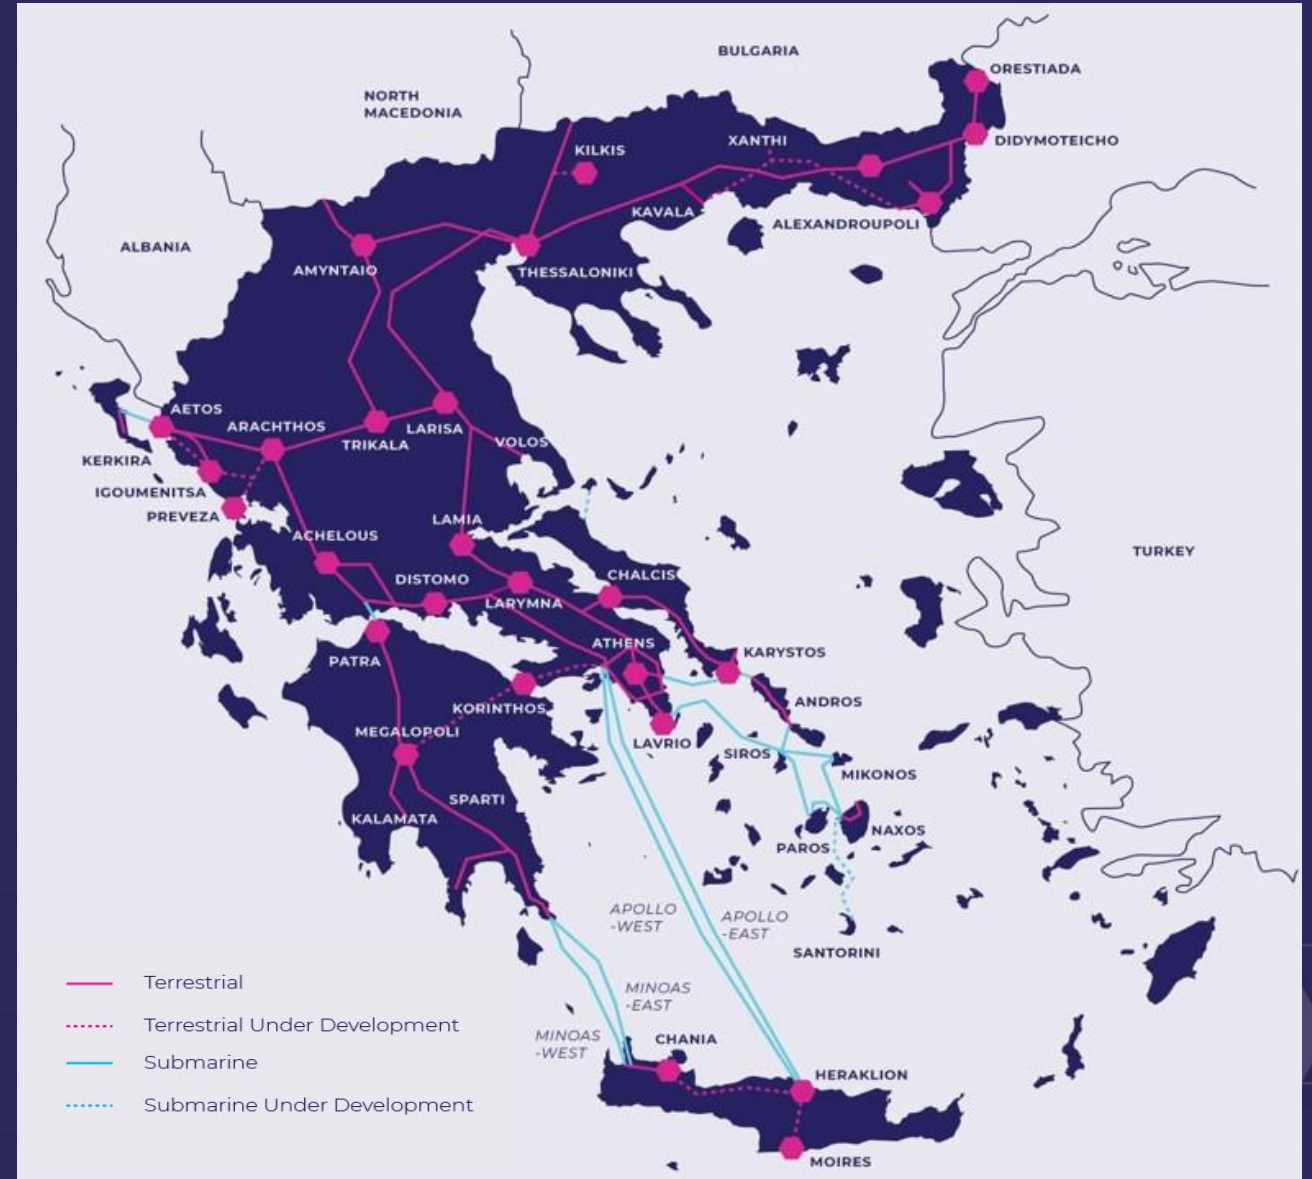 BULGARIA
ORESTIADA
NORTH
MACEDONIA
DIDYMOTEICHO
XANTHI
KILKIS
KAVALA
ALEXANDROUPOLI
ALBANIA
AMYNTAIO
THESSALONIKI
AETOS
ARACHTHOS
LARISA
TRIKALA
VOLOS
KERKIRA
IGOUMENITSA
PREVEZA
LAMIA
ACHELOUS
TURKEY
DISTOMO
CHALCIS
LARYMNA
ATHENS
KARYSTOS
PATRA
ANDROS
KORINTHOS
MEGALOPOLI
LAVRIO
SIROS
MIKONOS
SPARTI
KALAMATA
NAXOS
PAROS
APOLLO
-WEST
APOLLO
-EAST
SANTORINI
MINOAS
-EAST
MINOAS
-WEST
CHANIA
HERAKLION
MOIRES
Terrestrial
Terrestrial Under Development
Submarine
Submarine Under Development